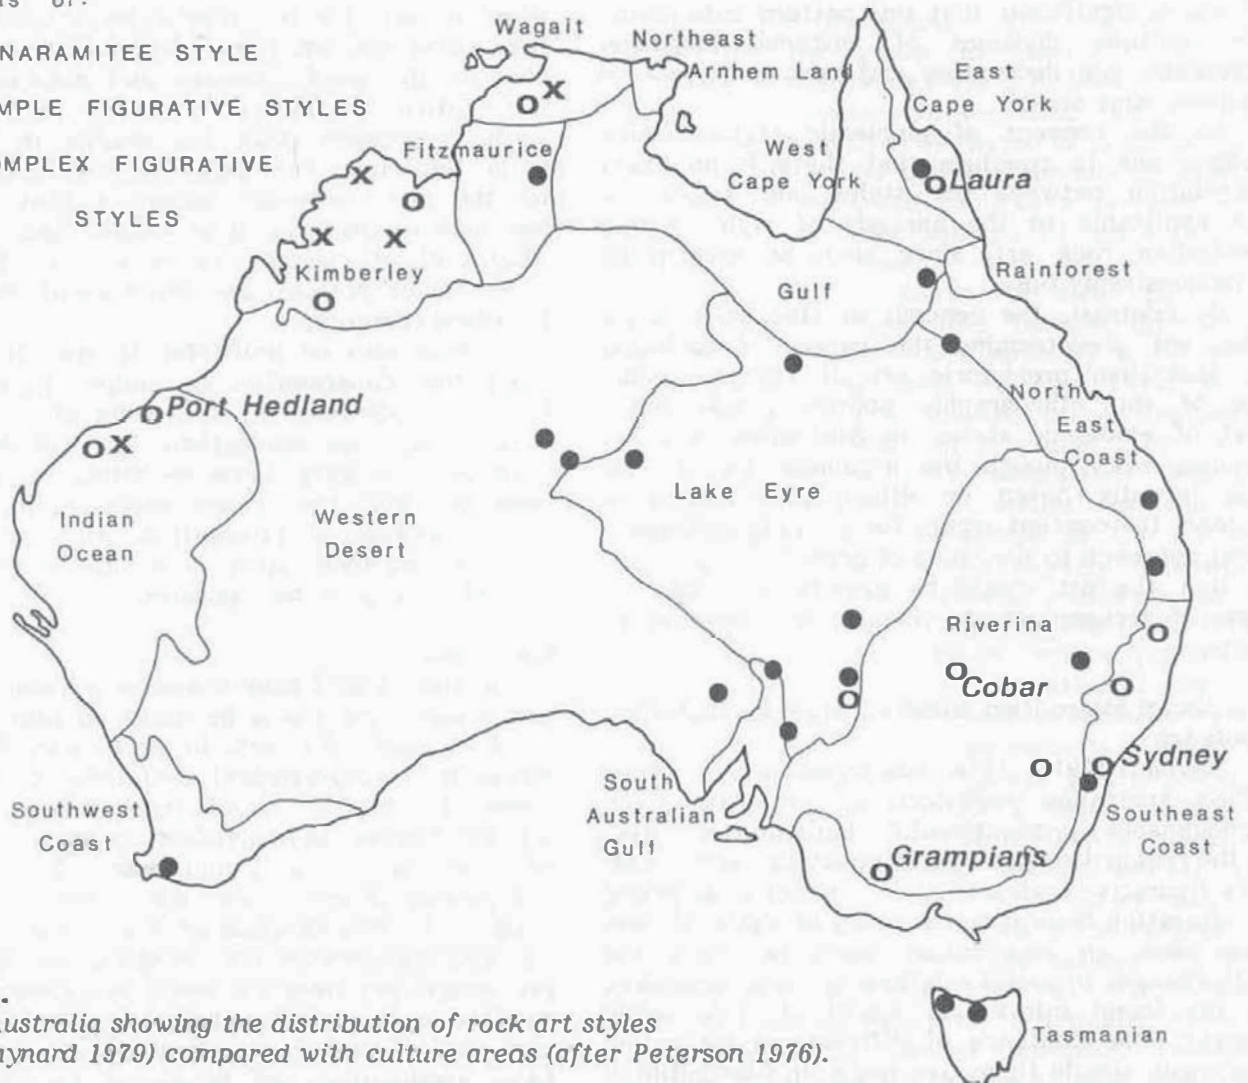 NARAMITEE STYLE
MPLE FIGURATIVE STYLES
OMPLEX FIGURATIVE
STYLES
Wagait
Northeast
Arnhem Land
East
Cape York
Fitzmaurice
West
Cape York
Laura
Kimberley
Gulf
Rainforest
Port Hedland
North
East
Coast
Lake Eyre
Indian
Ocean
Western
Desert
Riverina
Cobar
Sydney
South
Australian
Gulf
Southwest
Coast
Southeast
Coast
Grampians
Tasmanian
ustralia showing the distribution of rock art styles
aynard 1979) compared with culture areas (after Peterson 1976).